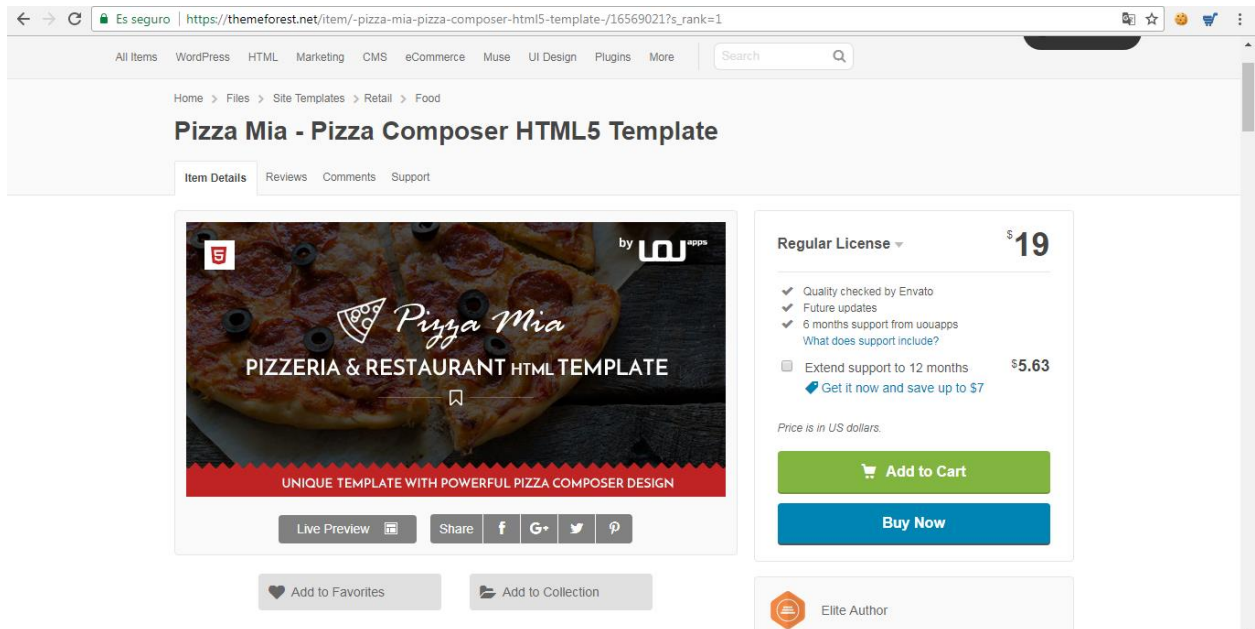 Es seguro | https://themeforest.net/item/-pizza-mia-pizza-composer-html5-template-/16569021?s_rank=1
All Items WordPress HTML Marketing CMS eCommerce Muse UI Design Plugins More Search
Home > Files > Site Templates > Retail > Food
Pizza Mia - Pizza Composer HTML5 Template
Item Details Reviews Comments Support
by uou apps
Pizza Mia
PIZZERIA & RESTAURANT HTML TEMPLATE
UNIQUE TEMPLATE WITH POWERFUL PIZZA COMPOSER DESIGN
Live Preview Share f G+
Add to Favorites Add to Collection
Regular License $19
Quality checked by Envato
Future updates
6 months support from uouapps
What does support include?
Extend support to 12 months $5.63
Get it now and save up to $7
Price is in US dollars.
Add to Cart
Buy Now
Elite Author